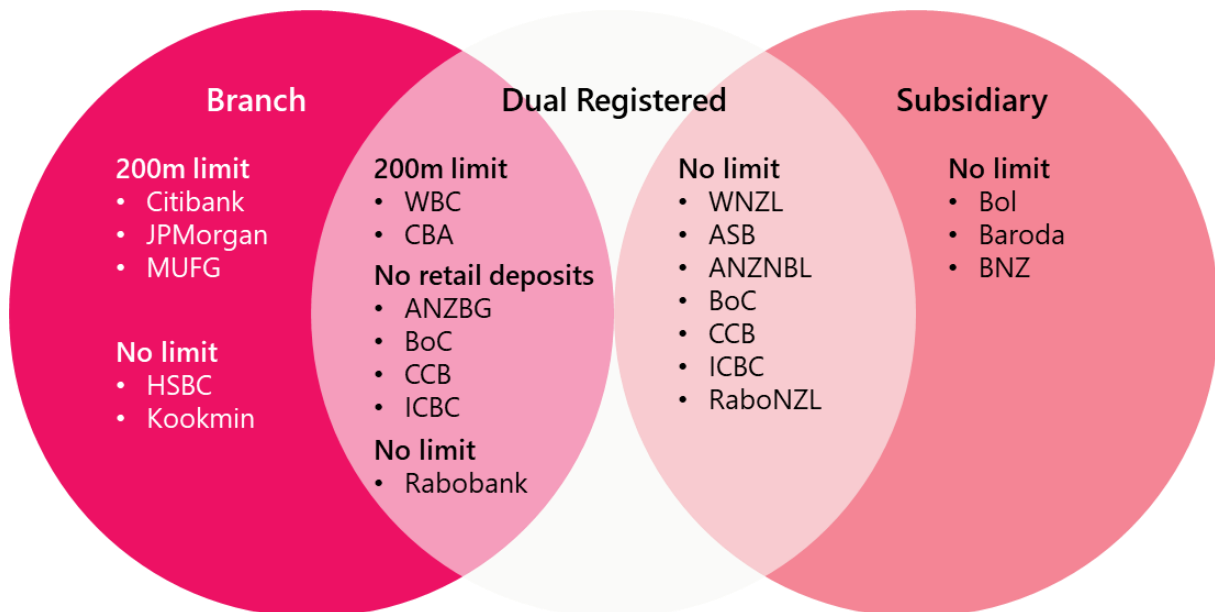 Branch
200m limit
• Citibank
• JPMorgan
• MUFG
No limit
• HSBC
• Kookmin
Dual Registered
200m limit
• WBC
• CBA
No retail deposits
• ANZBG
• BoC
• CCB
• ICBC
No limit
• Rabobank
No limit
• WNZL
• ASB
• ANZNBL
• BoC
• CCB
• ICBC
• RaboNZL
Subsidiary
No limit
• Bol
• Baroda
• BNZ